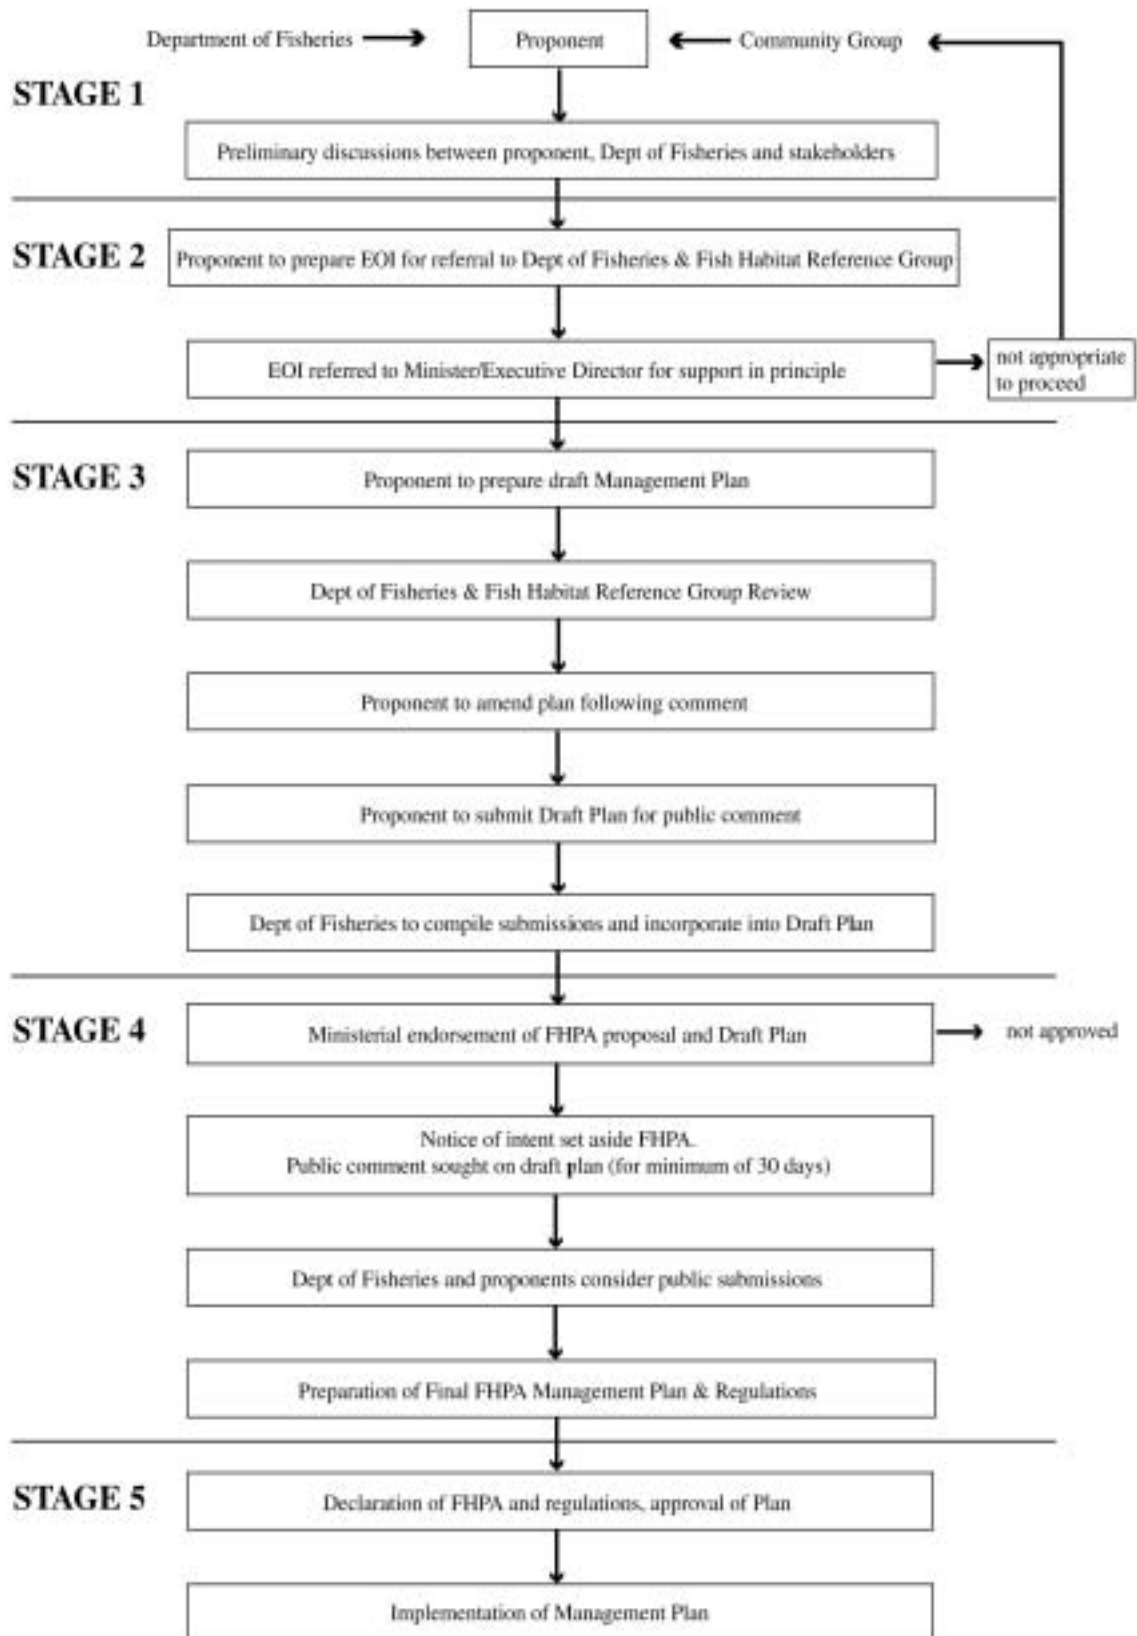 Department of Fisheries
Proponent
Community Group
STAGE 1
Preliminary discussions between proponent, Dept of Fisheries and stakeholders
STAGE 2
Proponent to prepare EOI for referral to Dept of Fisheries & Fish Habitat Reference Group
EOI referred to Minister/Executive Director for support in principle
not appropriate
to proceed
STAGE 3
Proponent to prepare draft Management Plan
Dept of Fisheries & Fish Habitat Reference Group Review
Proponent to amend plan following comment
Proponent to submit Draft Plan for public comment
Dept of Fisheries to compile submissions and incorporate into Draft Plan
STAGE 4
Ministerial endorsement of FHPA proposal and Draft Plan
not approved
Notice of intent set aside FHPA.
Public comment sought on draft plan (for minimum of 30 days)
Dept of Fisheries and proponents consider public submissions
Preparation of Final FHPA Management Plan & Regulations
STAGE 5
Declaration of FHPA and regulations, approval of Plan
Implementation of Management Plan